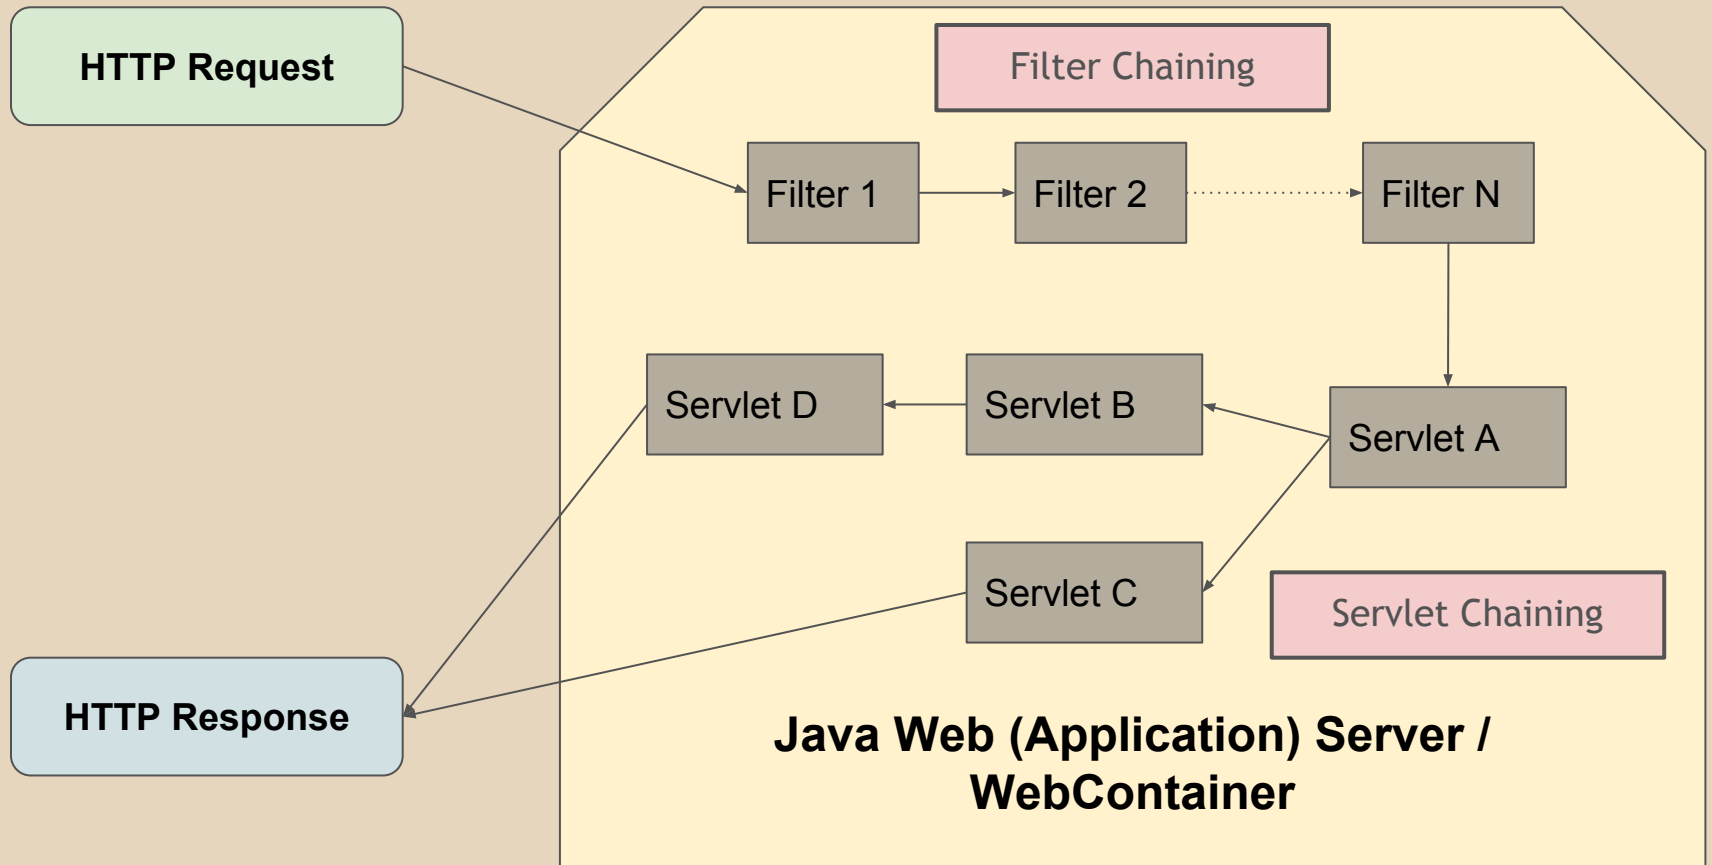 HTTP Request
Filter Chaining
Filter 1
Filter 2
Filter N
Servlet D
Servlet B
Servlet A
Servlet C
Servlet Chaining
HTTP Response
Java Web (Application) Server /
WebContainer